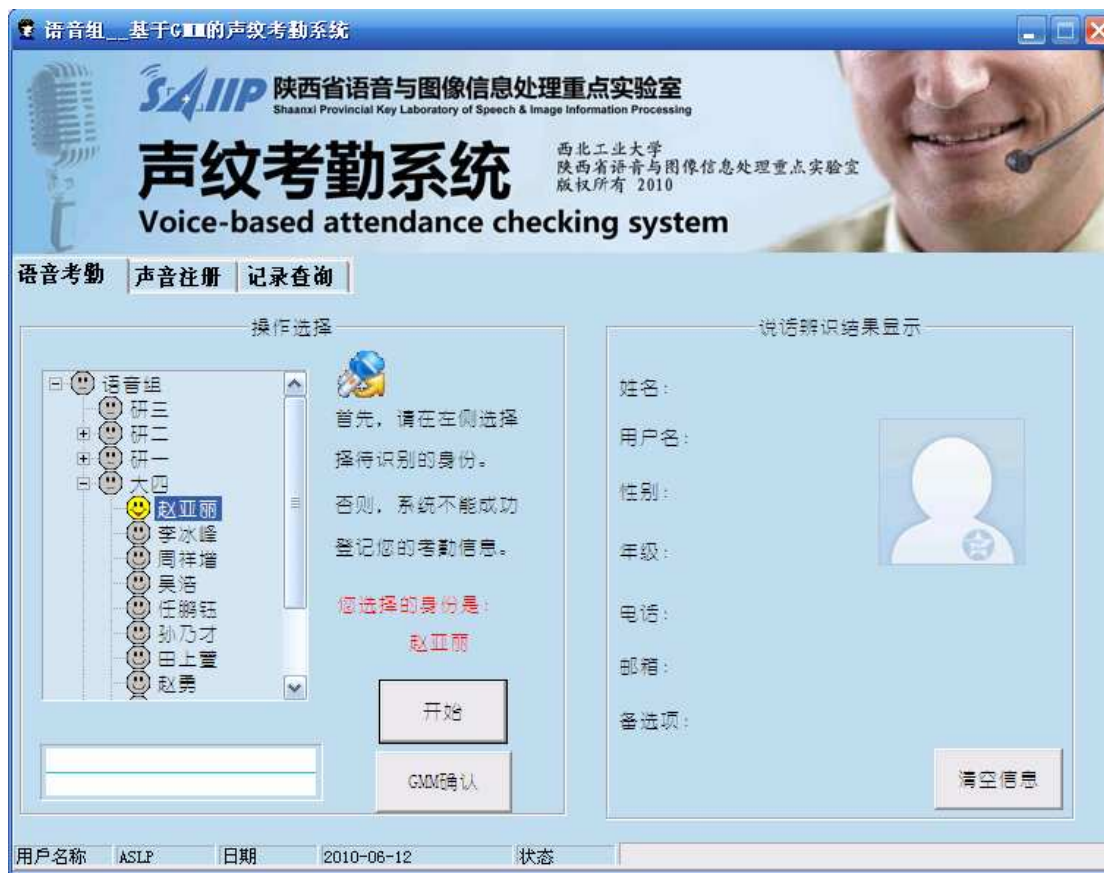 语音组__基于GMM的声纹考勤系统
SAIIP 陕西省语音与图像信息处理重点实验室
Shaanxi Provincial Key Laboratory of Speech & Image Information Processing
声纹考勤系统
西北工业大学
陕西省语音与图像信息处理重点实验室
版权所有 2010
Voice-based attendance checking system
语音考勤 声音注册 记录查询
操作选择
语音组
研三
研二
研一
大四
赵亚丽
李冰峰
周祥增
吴浩
任鹏钰
孙乃才
田上萱
赵勇
首先，请在左侧选择
择待识别的身份。
否则，系统不能成功
登记您的考勤信息。
您选择的身份是：
赵亚丽
开始
GMM确认
说话辨识结果显示
姓名：
用户名：
性别：
年级：
电话：
邮箱：
备选项：
清空信息
用户名称 ASLP 日期 2010-06-12 状态